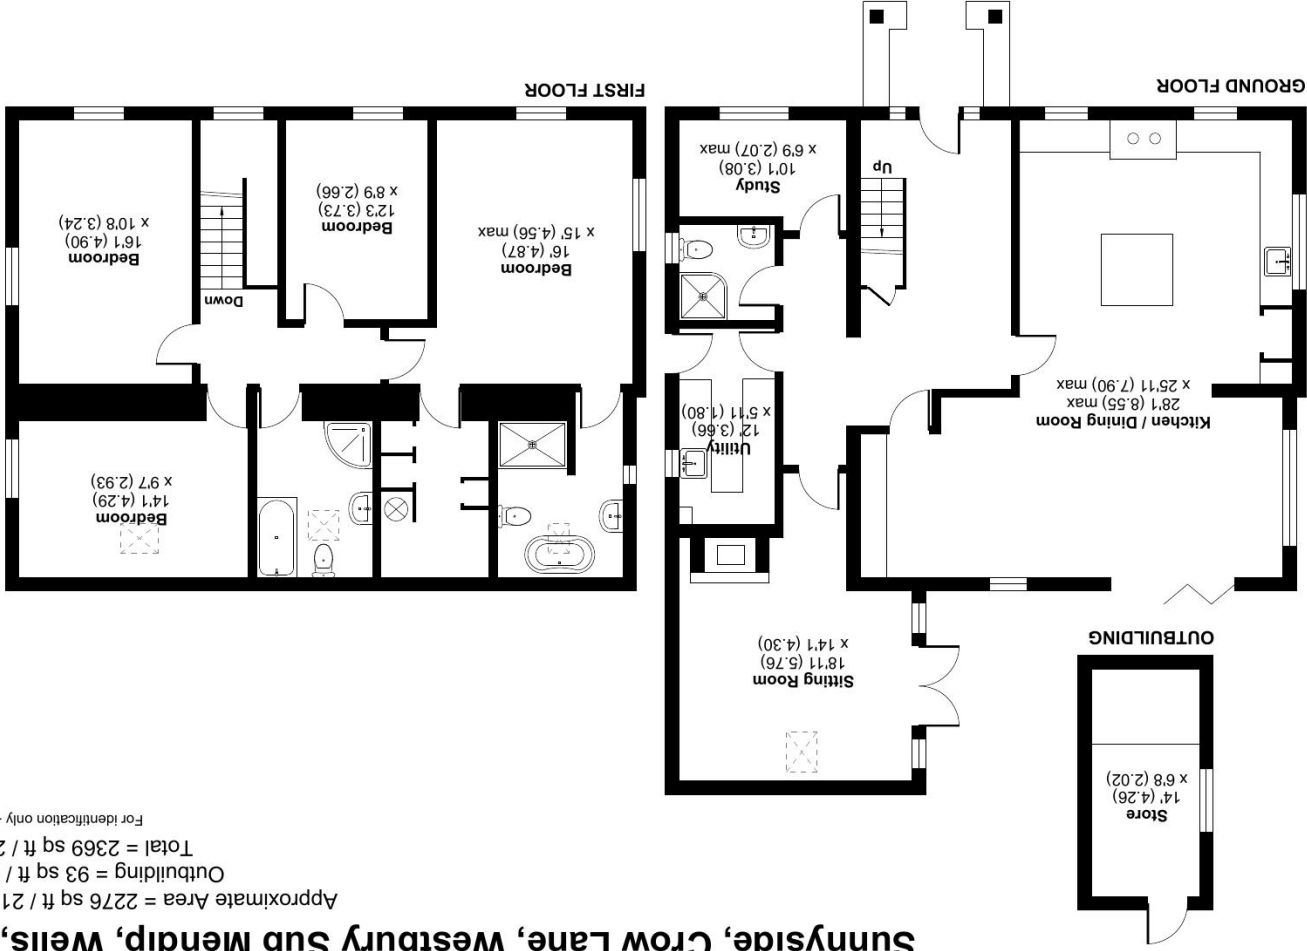 Sunnyside, Crow Lane, Westbury Sub Mendip, Wells,
Approximate Area = 2276 sq ft / 21
Outbuilding = 93 sq ft /
Total = 2369 sq ft / 2
For identification only -
Store
14' (4.26)
x 6'8 (2.02)
OUTBUILDING
Sitting Room
18'11 (5.76)
x 14'1 (4.30)
Kitchen / Dining Room
28'1 (8.55) max
x 25'11 (7.90) max
Utility
12' (3.66)
x 5'11 (1.80)
Up
Study
10'1 (3.08)
x 6'9 (2.07) max
GROUND FLOOR
Bedroom
14'1 (4.29)
x 9'7 (2.93)
Down
Bedroom
16' (4.87)
x 15' (4.56) max
Bedroom
12'3 (3.73)
x 8'9 (2.66)
Bedroom
16'1 (4.90)
x 10'8 (3.24)
FIRST FLOOR